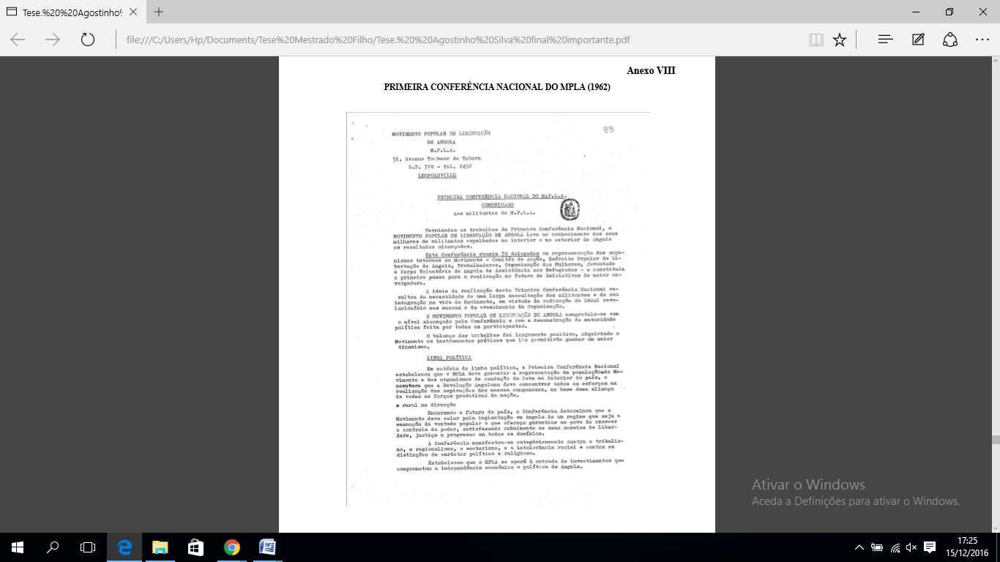 Tese.%20%20Agostinho%
file:///C:/Users/Hp/Documents/Tese%20Mestrado%20Filho/Tese.%20%20Agostinho%20Silva%20final%20importante.pdf
Anexo VIII
PRIMEIRA CONFERÊNCIA NACIONAL DO MPLA (1962)
93
MOVIMENTO POPULAR DE LIBERTAÇÃO
DE ANGOLA
M.P.L.A.
51, Avenue Tombeur de Tabora
B.P. 720 - Tel. 2452
LEOPOLDVILLE
PRIMEIRA CONFERÊNCIA NACIONAL DO M.P.L.A.
COMUNICADO
Aos militantes do M.P.L.A.
Terminados os trabalhos da Primeira Conferência Nacional, o
MOVIMENTO POPULAR DE LIBERTAÇÃO DE ANGOLA leva ao conhecimento dos seus
milhares de militantes espalhados no interior e no exterior de Angola
os resultados alcançados.
Esta Conferência reuniu 70 delegados em representação dos orga-
nismos internos do Movimento - Comités de Acção, Exército Popular de Li-
bertação de Angola, Trabalhadores, Organização das Mulheres, Juventude
e Corpo Voluntário de Angola de Assistência aos Refugiados - e constituiu
o primeiro passo para a realização no futuro de iniciativas de maior en-
vergadura.
A ideia da realização desta Primeira Conferência Nacional re-
sultou da necessidade de uma larga auscultação dos militantes e da sua
integração na vida do Movimento, em virtude da radicação do ideal revo-
lucionário nas massas e do crescimento da Organização.
O MOVIMENTO POPULAR DE LIBERTAÇÃO DE ANGOLA congratula-se com
o nível alcançado pela Conferência e com a demonstração de maturidade
política feita por todos os participantes.
O balanço dos trabalhos foi largamente positivo, adquirindo o
Movimento os instrumentos práticos que lhe permitirão ganhar um maior
dinamismo.
LINHA POLÍTICA
Em matéria de linha política, a Primeira Conferência Nacional
estabeleceu que o MPLA deve garantir a representação da população*do Mo-
vimento e dos organismos de condução da luta no interior do país, e
acentuou que a Revolução Angolana deve concentrar todos os esforços na
realização das aspirações das massas camponesas, na base duma aliança
de todas as forças produtivas da nação.
* rural na direcção
Encarando o futuro do país, a Conferência determinou que o
Movimento deve zelar pela implantação em Angola de um regime que seja a
emanação da vontade popular e que ofereça garantias ao povo de exercer
o controle do poder, satisfazendo cabalmente os seus anseios de liber-
dade, justiça e progresso em todos os domínios.
A Conferência manifestou-se categòricamente contra o tribalis-
mo, o regionalismo, o sectarismo, e a intolerância racial e contra as
distinções de carácter político e religioso.
Estabeleceu que o MPLA se oporá à entrada de investimentos que
comprometam a independência económica e política de Angola.
Ativar o Windows
Aceda a Definições para ativar o Windows.
17:25
15/12/2016